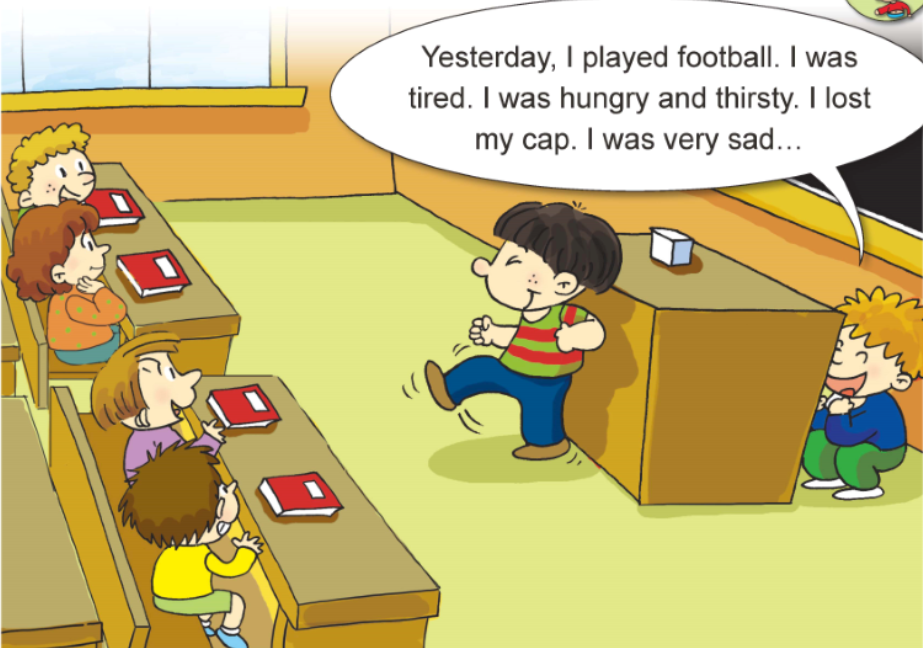 Yesterday, I played football. I was
tired. I was hungry and thirsty. I lost
my cap. I was very sad...